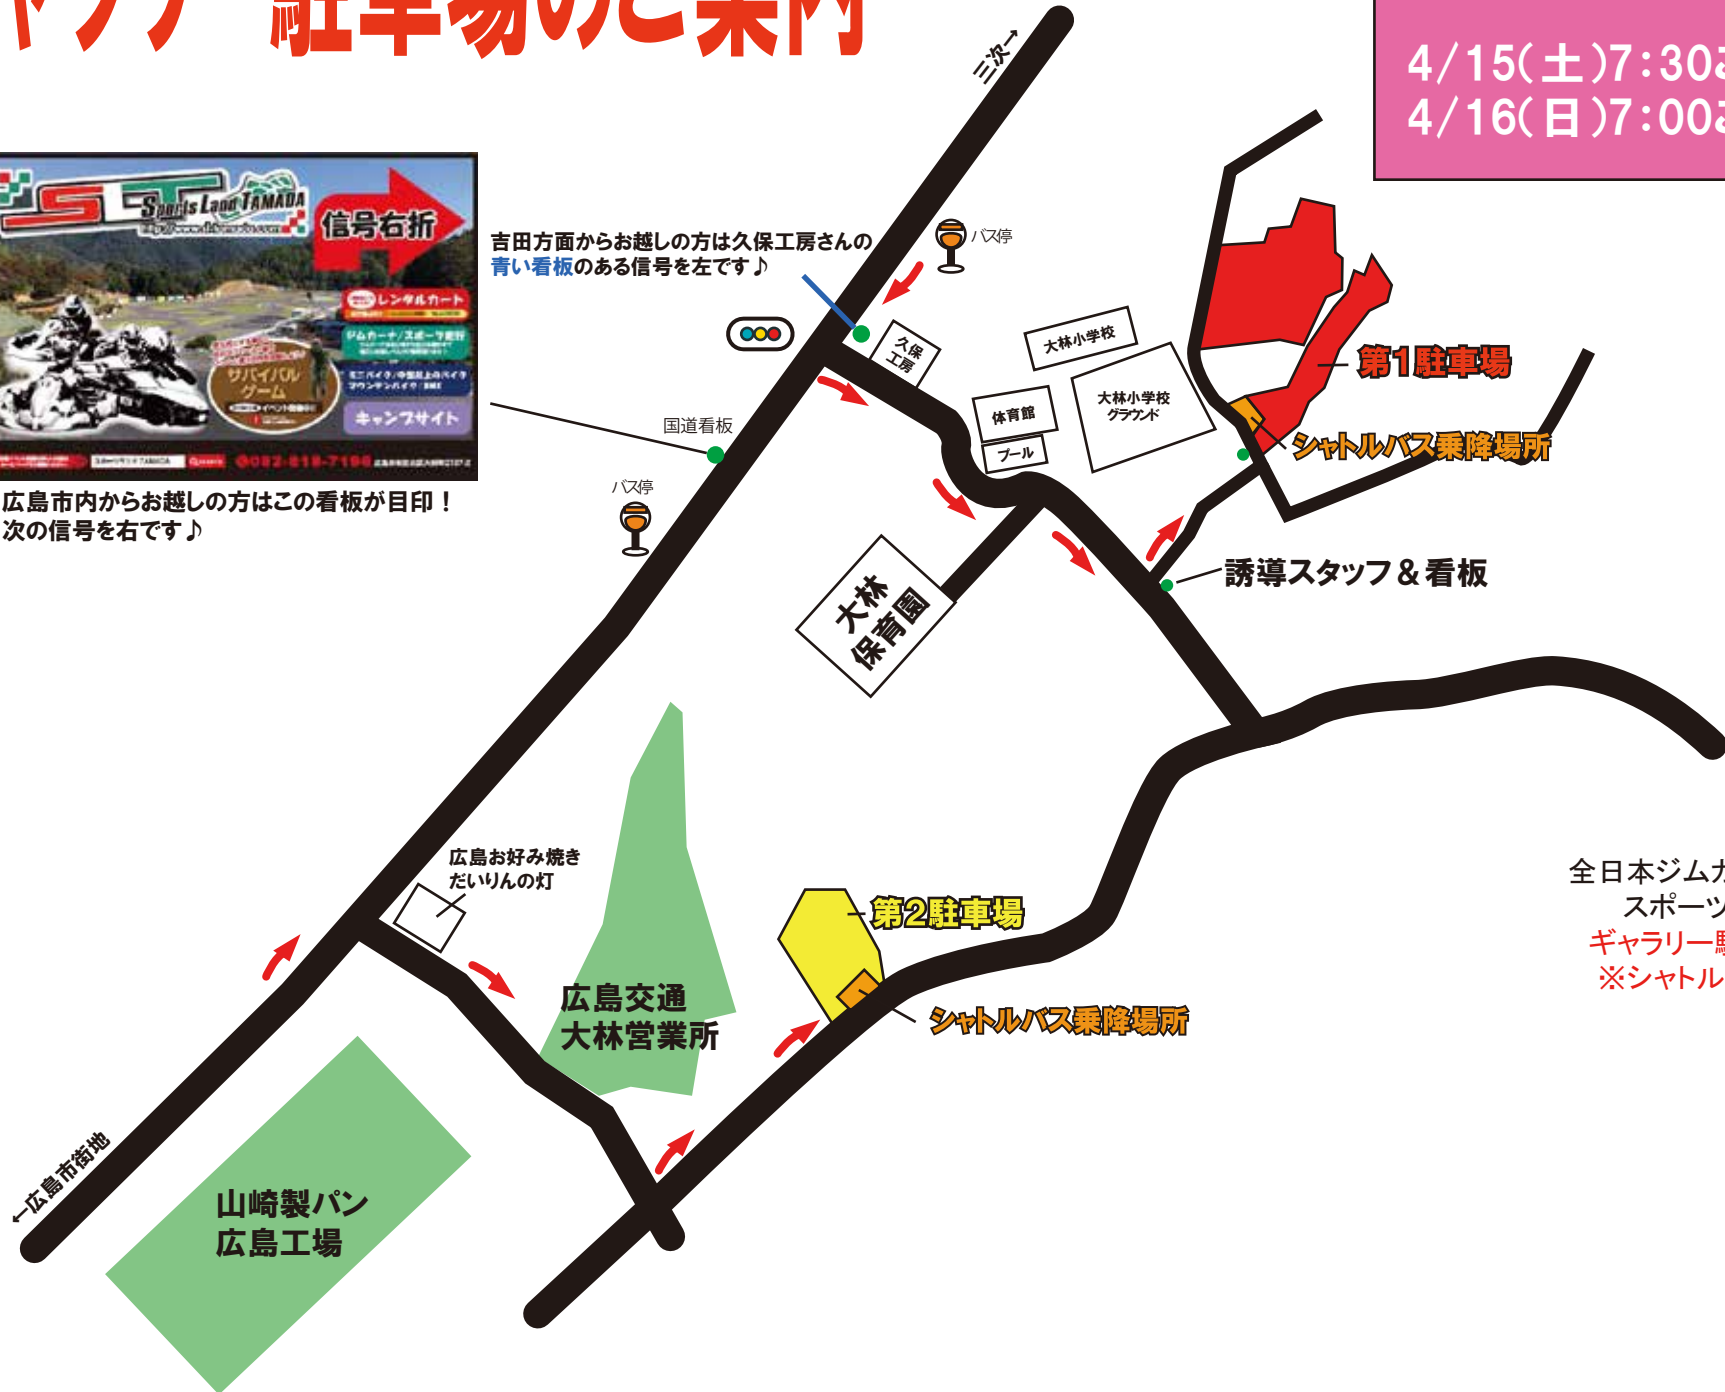 駐車場のご案内
4/15(土)7:30
4/16(日)7:00
三次→
SLT
Sports Land TAMADA
信号右折
レンタルカート
サバイバル
ゲーム
キャンプサイト
広島市内からお越しの方はこの看板が目印！
次の信号を右です♪
吉田方面からお越しの方は久保工房さんの
青い看板のある信号を左です♪
バス停
久保
工房
大林小学校
大林小学校
グラウンド
体育館
プール
第1駐車場
シャトルバス乗降場所
国道看板
バス停
誘導スタッフ＆看板
大林
保育園
広島お好み焼き
だいりんの灯
第2駐車場
シャトルバス乗降場所
広島交通
大林営業所
全日本ジムカ
スポーツ
ギャラリー駐
※シャトル
←広島市街地
山崎製パン
広島工場